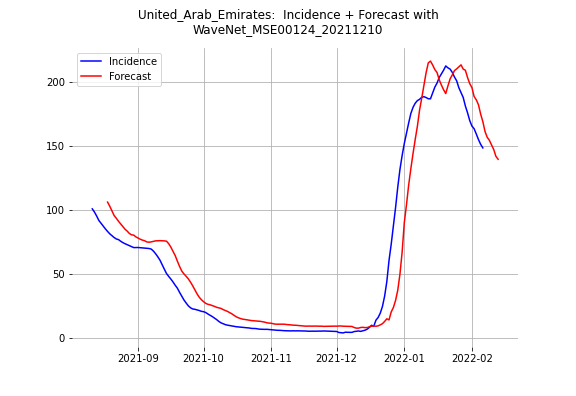 United_Arab_Emirates:  Incidence + Forecast with
WaveNet_MSE00124_20211210
Incidence
Forecast
200
150
100
50
0
2021-09
2021-10
2021-11
2021-12
2022-01
2022-02